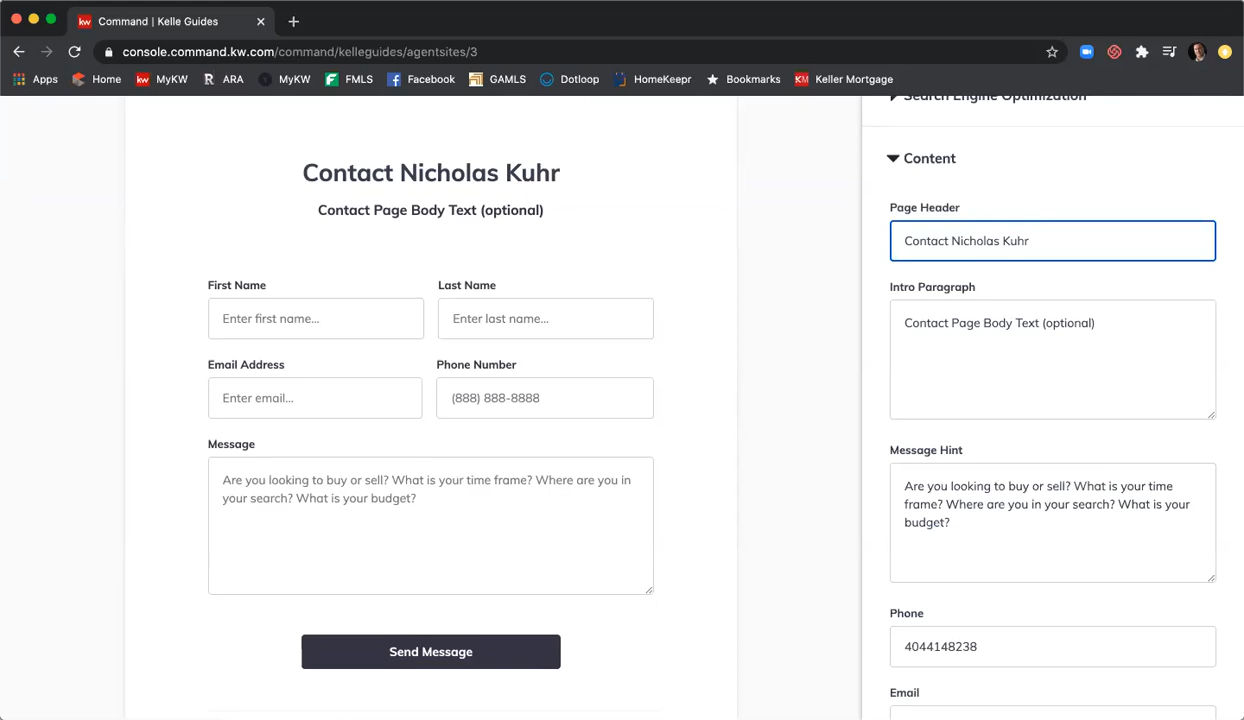 kw Command | Kelle Guides
console.command.kw.com/command/kelleguides/agentsites/3
Apps Home kw MyKW R ARA MyKW FMLS f Facebook GAMLS Dotloop HomeKeepr Bookmarks KM Keller Mortgage
Search Engine Optimization
Content
Page Header
Contact Nicholas Kuhr
Intro Paragraph
Contact Page Body Text (optional)
Message Hint
Are you looking to buy or sell? What is your time
frame? Where are you in your search? What is your
budget?
Phone
4044148238
Email
Contact Nicholas Kuhr
Contact Page Body Text (optional)
First Name Last Name
Enter first name... Enter last name...
Email Address Phone Number
Enter email... (888) 888-8888
Message
Are you looking to buy or sell? What is your time frame? Where are you in
your search? What is your budget?
Send Message